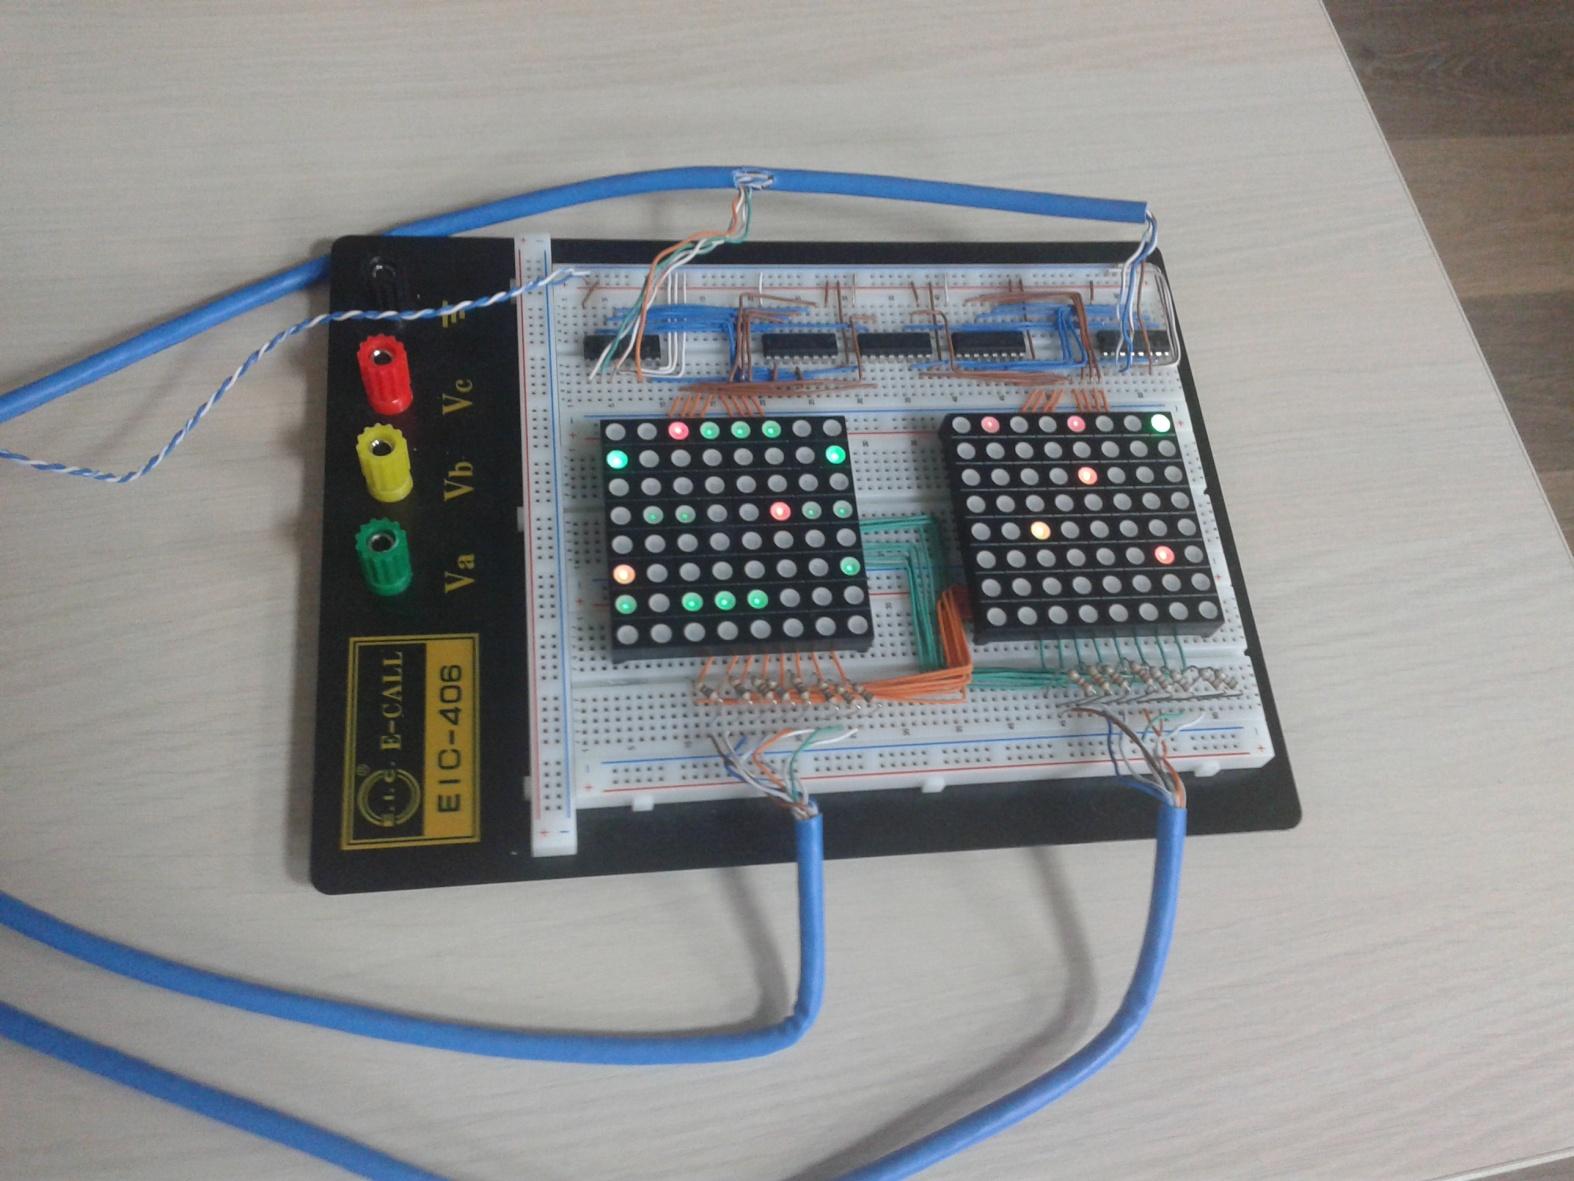 Vc
Vb
Va
E-CALL
®
E.I.C.
EIC-406